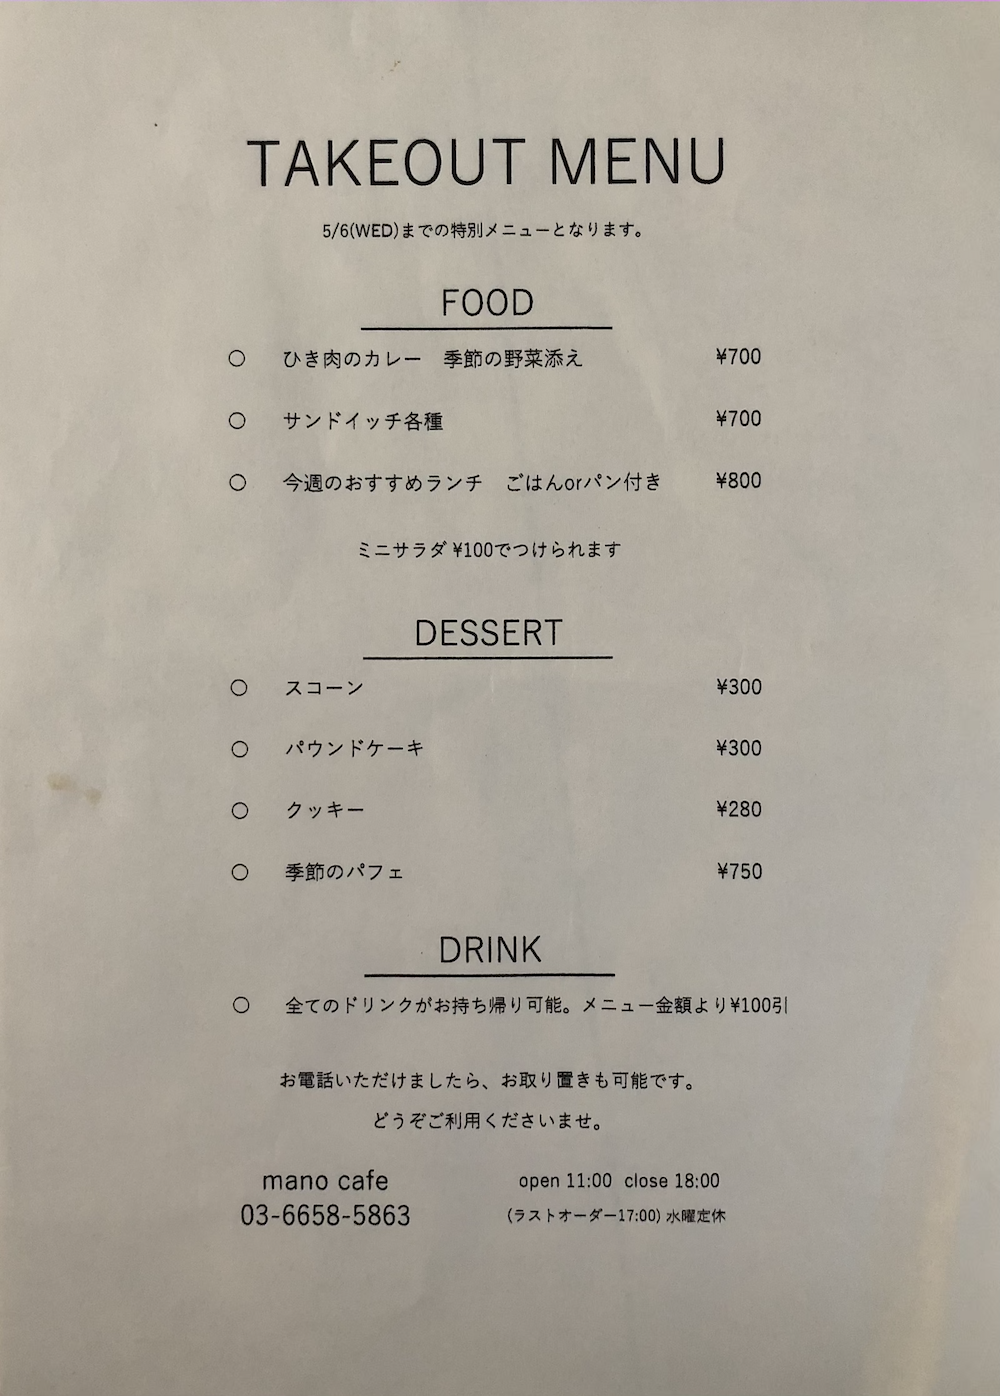 TAKEOUT MENU
5/6(WED)までの特別メニューとなります。
FOOD
○ ひき肉のカレー　季節の野菜添え ¥700
○ サンドイッチ各種 ¥700
○ 今週のおすすめランチ　ごはんorパン付き ¥800
ミニサラダ ¥100でつけられます
DESSERT
○ スコーン ¥300
○ パウンドケーキ ¥300
○ クッキー ¥280
○ 季節のパフェ ¥750
DRINK
○ 全てのドリンクがお持ち帰り可能。メニュー金額より¥100引
お電話いただけましたら、お取り置きも可能です。
どうぞご利用くださいませ。
mano cafe
03-6658-5863
open 11:00 close 18:00
(ラストオーダー17:00) 水曜定休